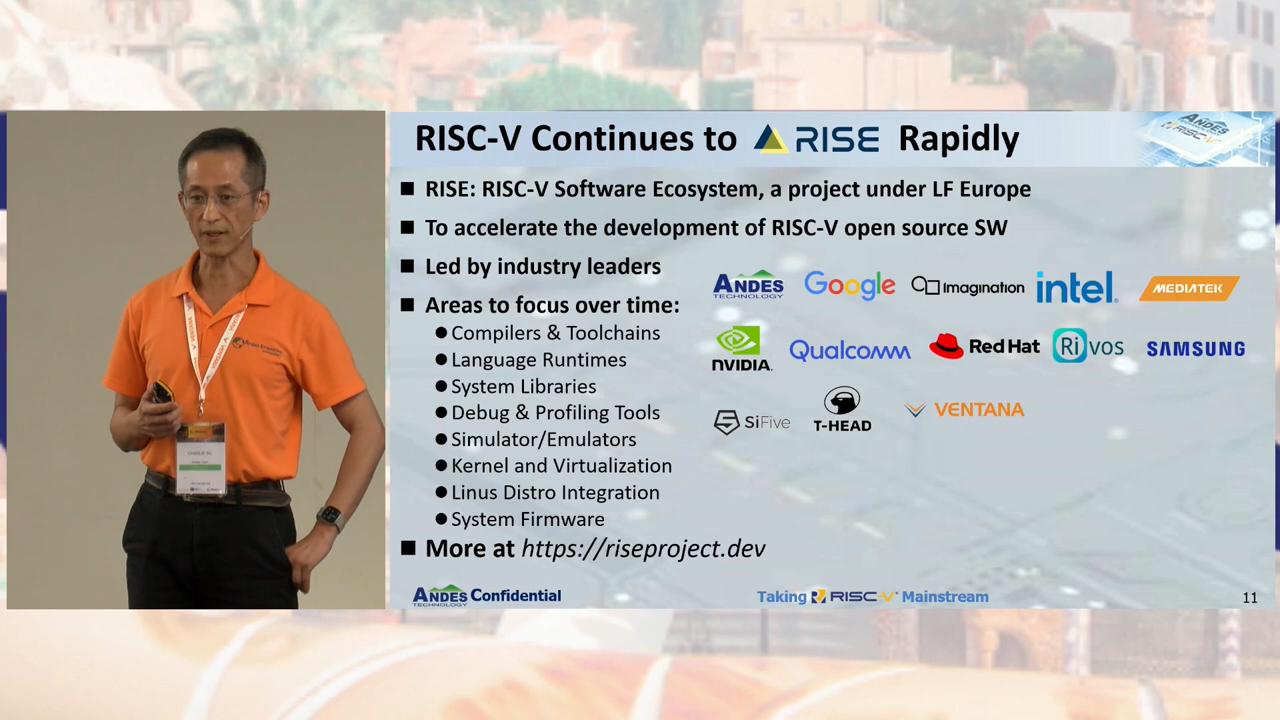 RISC-V Continues to RISE Rapidly
ANDES
RISC-V
RISE: RISC-V Software Ecosystem, a project under LF Europe
To accelerate the development of RISC-V open source SW
Led by industry leaders
Areas to focus over time:
Compilers & Toolchains
Language Runtimes
System Libraries
Debug & Profiling Tools
Simulator/Emulators
Kernel and Virtualization
Linus Distro Integration
System Firmware
More at https://riseproject.dev
ANDES TECHNOLOGY Google Imagination intel. MEDIATEK
NVIDIA. Qualcomm Red Hat RiVOS SAMSUNG
SiFive T-HEAD VENTANA
ANDES TECHNOLOGY Confidential
Taking RISC-V Mainstream
11
CHARLIE SU